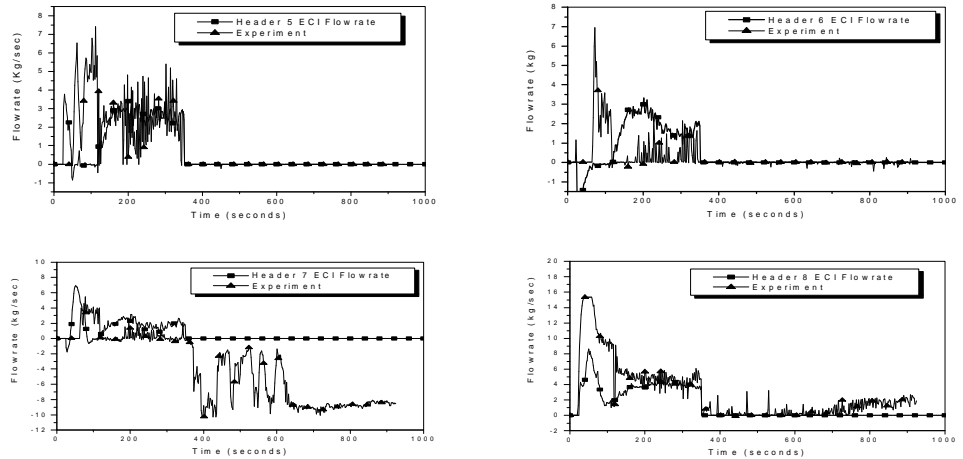 Header 5 ECI Flowrate
Experiment
8
7
6
5
4
3
2
1
0
-1
Flowrate (Kg/sec)
0 200 400 600 800 1000
Time (seconds)
Header 6 ECI Flowrate
Experiment
8
7
6
5
4
3
2
1
0
-1
Flowrate (kg)
0 200 400 600 800 1000
Time (seconds)
Header 7 ECI Flowrate
Experiment
10
8
6
4
2
0
-2
-4
-6
-8
-10
-12
Flowrate (kg/sec)
0 200 400 600 800 1000
Time (seconds)
Header 8 ECI Flowrate
Experiment
20
16
12
8
4
0
-2
Flowrate (kg/sec)
0 200 400 600 800 1000
Time (seconds)